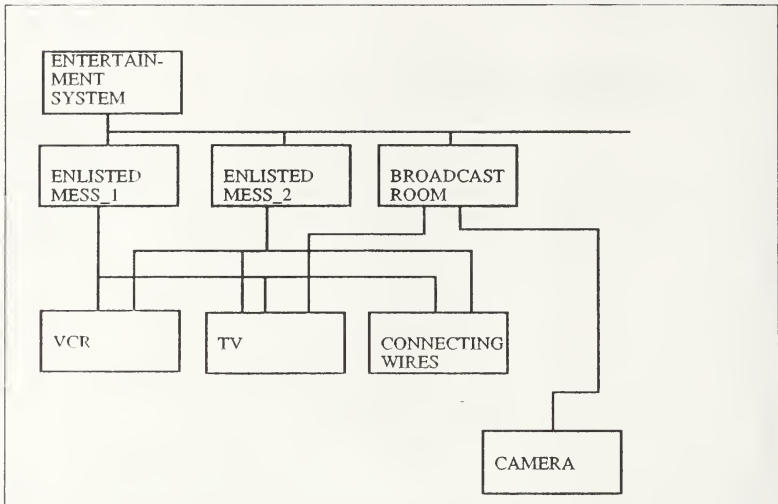 ENTERTAIN-
MENT
SYSTEM
ENLISTED
MESS_1
ENLISTED
MESS_2
BROADCAST
ROOM
VCR
TV
CONNECTING
WIRES
CAMERA